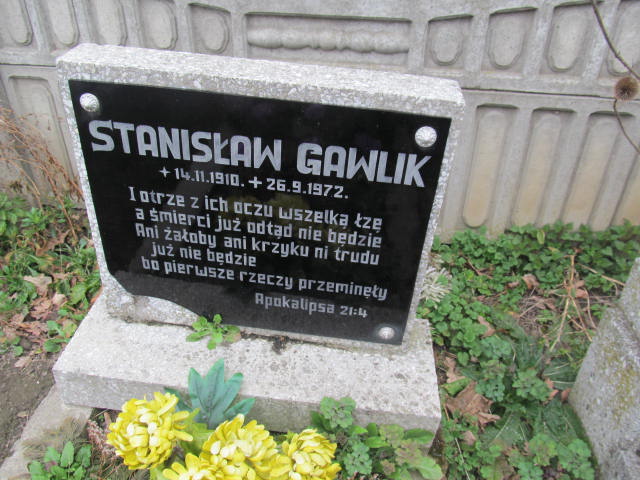 STANISŁAW GAWLIK
+14.11.1910. +26.9.1972.
I otrze z ich oczu wszelką łzę
a śmierci już odtąd nie będzie
Ani żałoby ani krzyku ni trudu
już nie będzie
bo pierwsze rzeczy przeminęły
Apokalipsa 21:4